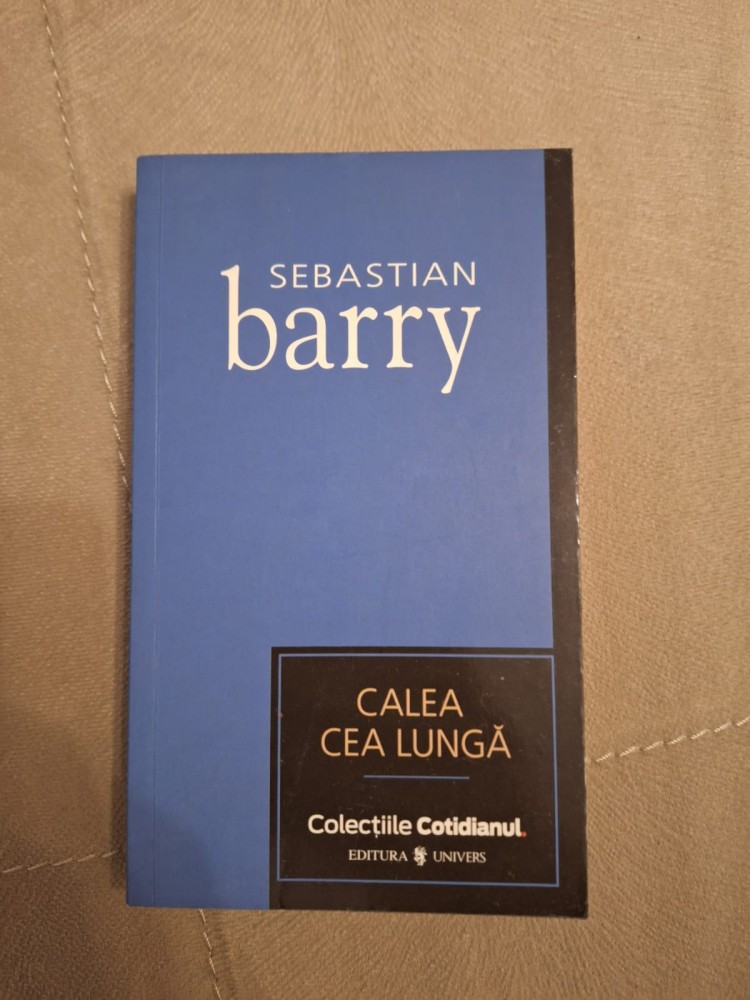 SEBASTIAN
barry
CALEA
CEA LUNGĂ
Colecțiile Cotidianul.
EDITURA UNIVERS